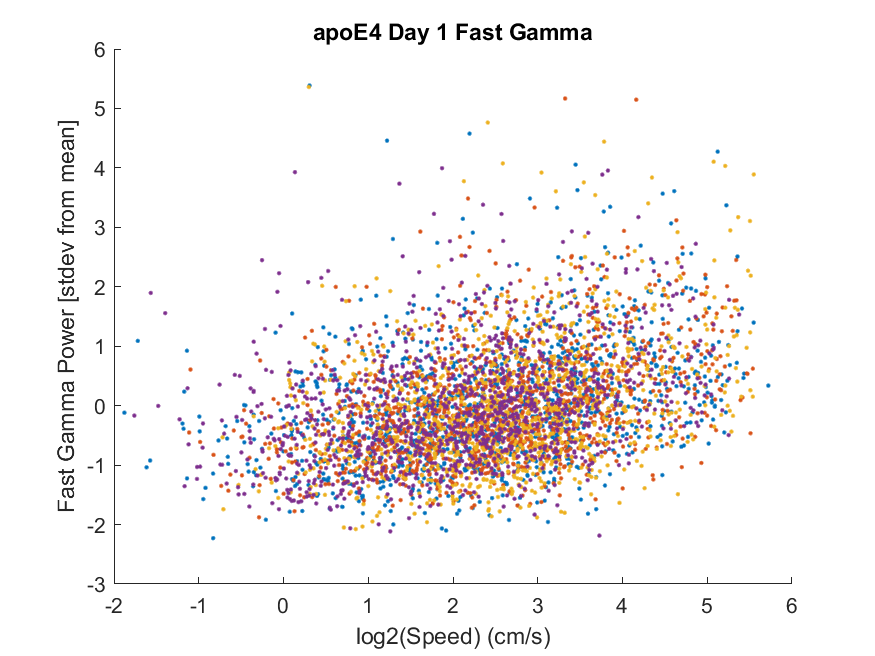 apoE4 Day 1 Fast Gamma
6
5
4
3
2
1
0
-1
-2
-3
Fast Gamma Power [stdev from mean]
-2 -1 0 1 2 3 4 5 6
log2(Speed) (cm/s)